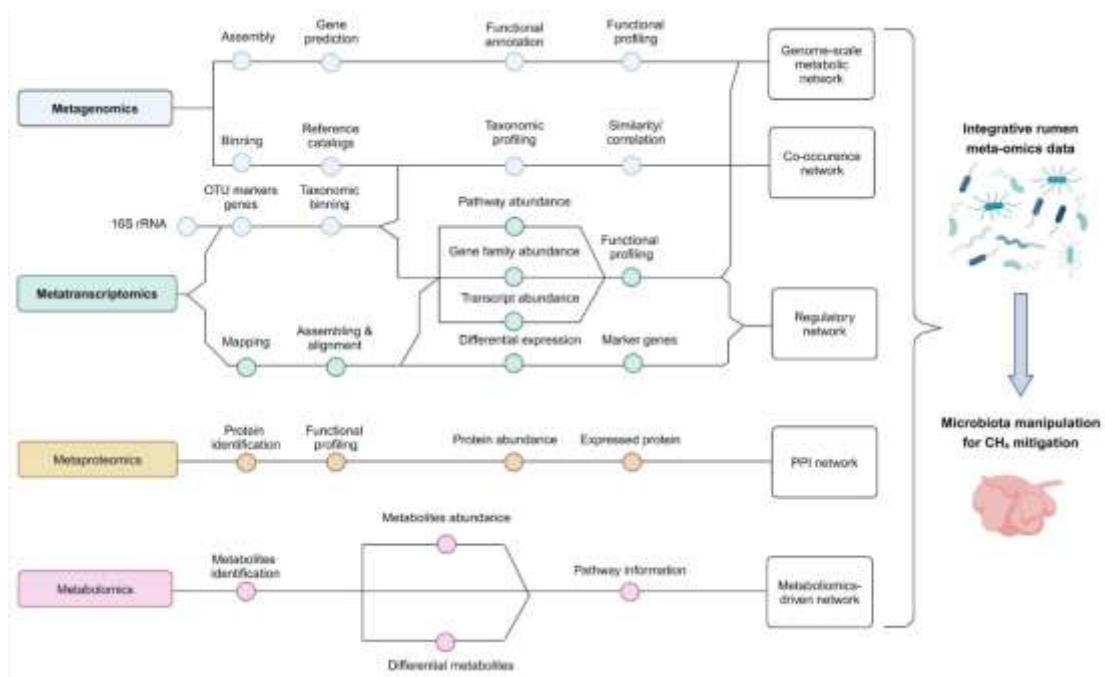 Metagenomics
Assembly
Gene
prediction
Functional
annotation
Functional
profiling
Genome-scale
metabolic
network
Binning
Reference
catalogs
Taxonomic
profiling
Similarity/
correlation
Co-occurence
network
16S rRNA
OTU markers
genes
Taxonomic
binning
Pathway abundance
Gene family abundance
Transcript abundance
Functional
profiling
Metatranscriptomics
Mapping
Assembling &
alignment
Differential expression
Marker genes
Regulatory
network
Metaproteomics
Protein
identification
Functional
profiling
Protein abundance
Expressed protein
PPI network
Metabolomics
Metabolites
identification
Metabolites abundance
Differential metabolites
Pathway information
Metaboliomics-
driven network
Integrative rumen
meta-omics data
Microbiota manipulation
for CH₄ mitigation